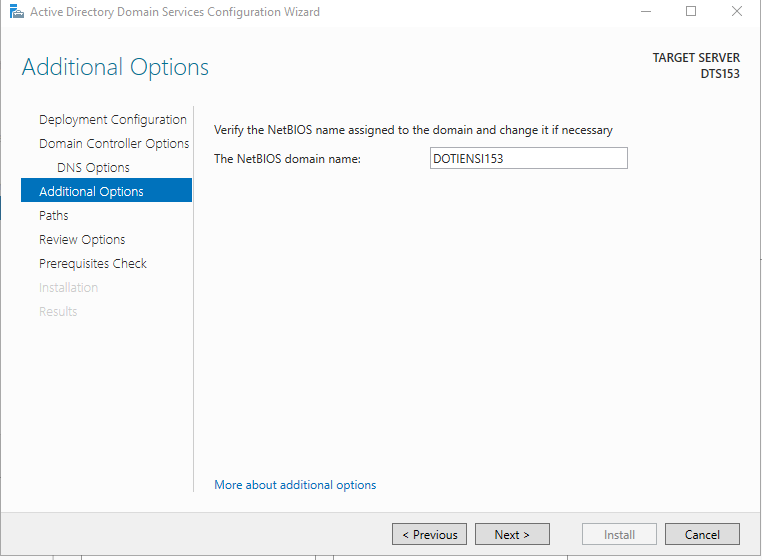 Active Directory Domain Services Configuration Wizard
Additional Options
TARGET SERVER
DTS153
Deployment Configuration
Domain Controller Options
DNS Options
Additional Options
Paths
Review Options
Prerequisites Check
Installation
Results
Verify the NetBIOS name assigned to the domain and change it if necessary
The NetBIOS domain name: DOTIENSI153
More about additional options
< Previous Next > Install Cancel